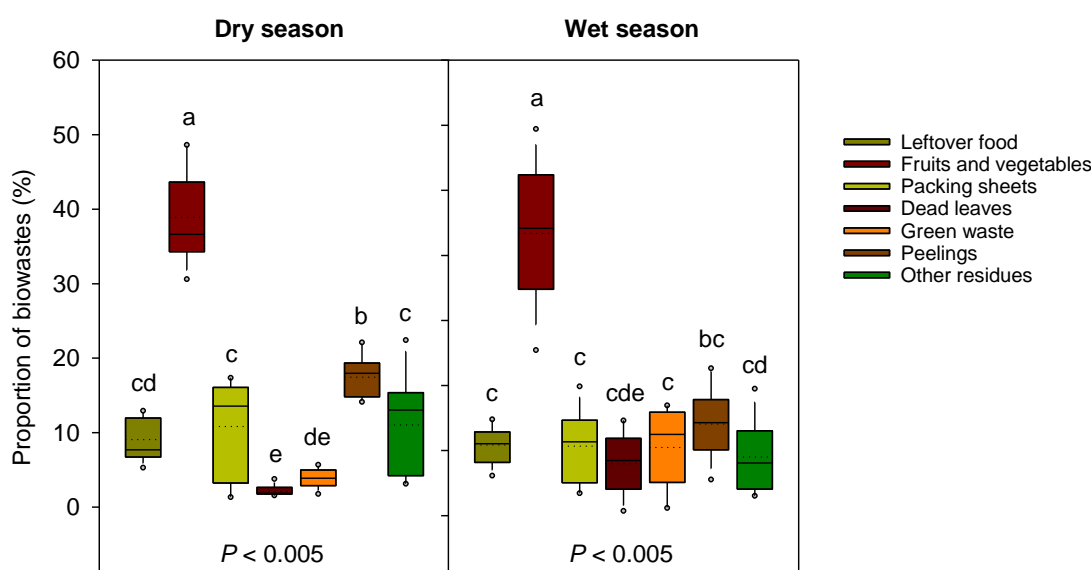 Dry season
Wet season
Proportion of biowastes (%)
60
50
40
30
20
10
0
cd
a
c
e
de
b
c
P < 0.005
c
a
c
cde
c
bc
cd
P < 0.005
Leftover food
Fruits and vegetables
Packing sheets
Dead leaves
Green waste
Peelings
Other residues